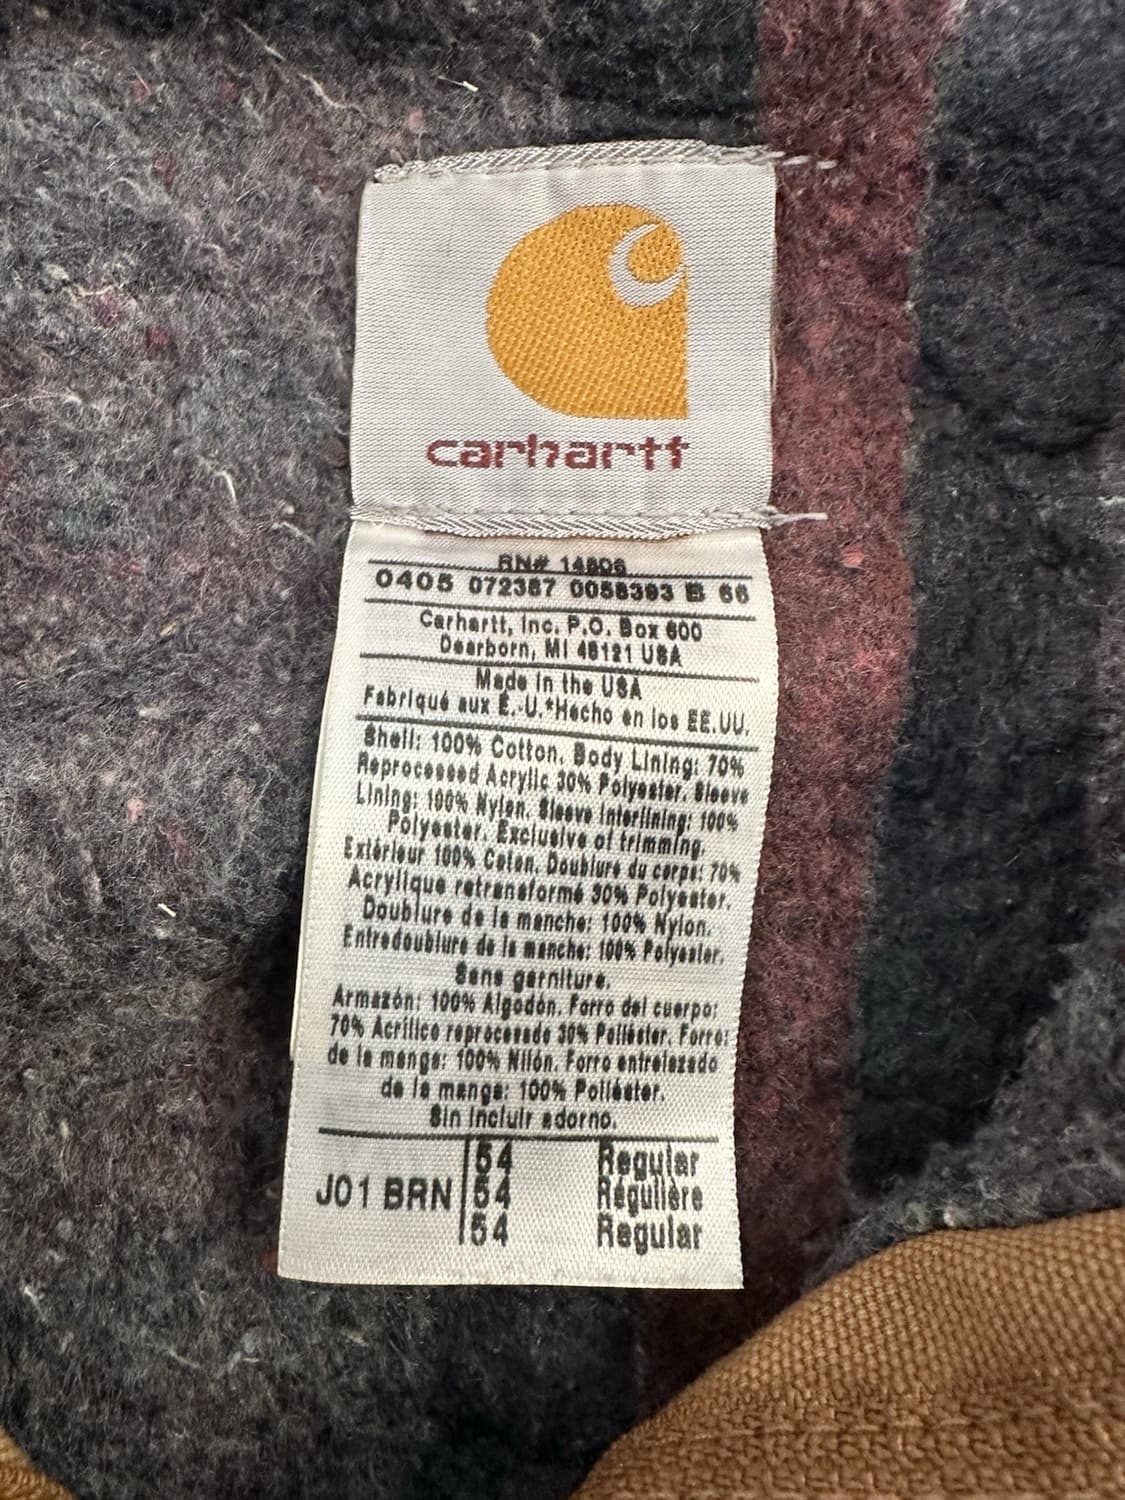 carhartt
RN# 14806
0405 072387 0058393 B 66
Carhartt, Inc. P.O. Box 600
Dearborn, MI 48121 USA
Made in the USA
Fabriqué aux É.-U.*Hecho en los EE.UU.
Shell: 100% Cotton, Body Lining: 70%
Reprocessed Acrylic 30% Polyester. Sleeve
Lining: 100% Nylon. Sleeve Interlining: 100%
Polyester. Exclusive of trimming.
Extérieur 100% Coton. Doublure du corps: 70%
Acrylique retransformé 30% Polyester.
Doublure de la manche: 100% Nylon.
Entredoublure de la manche: 100% Polyester.
Sans garniture.
Armazón: 100% Algodón. Forro del cuerpo:
70% Acrílico reprocesado 30% Poliéster. Forro:
de la manga: 100% Nilón. Forro entrelazado
de la manga: 100% Poliéster.
Sin incluir adorno.
54 Regular
J01 BRN 54 Régulière
54 Regular